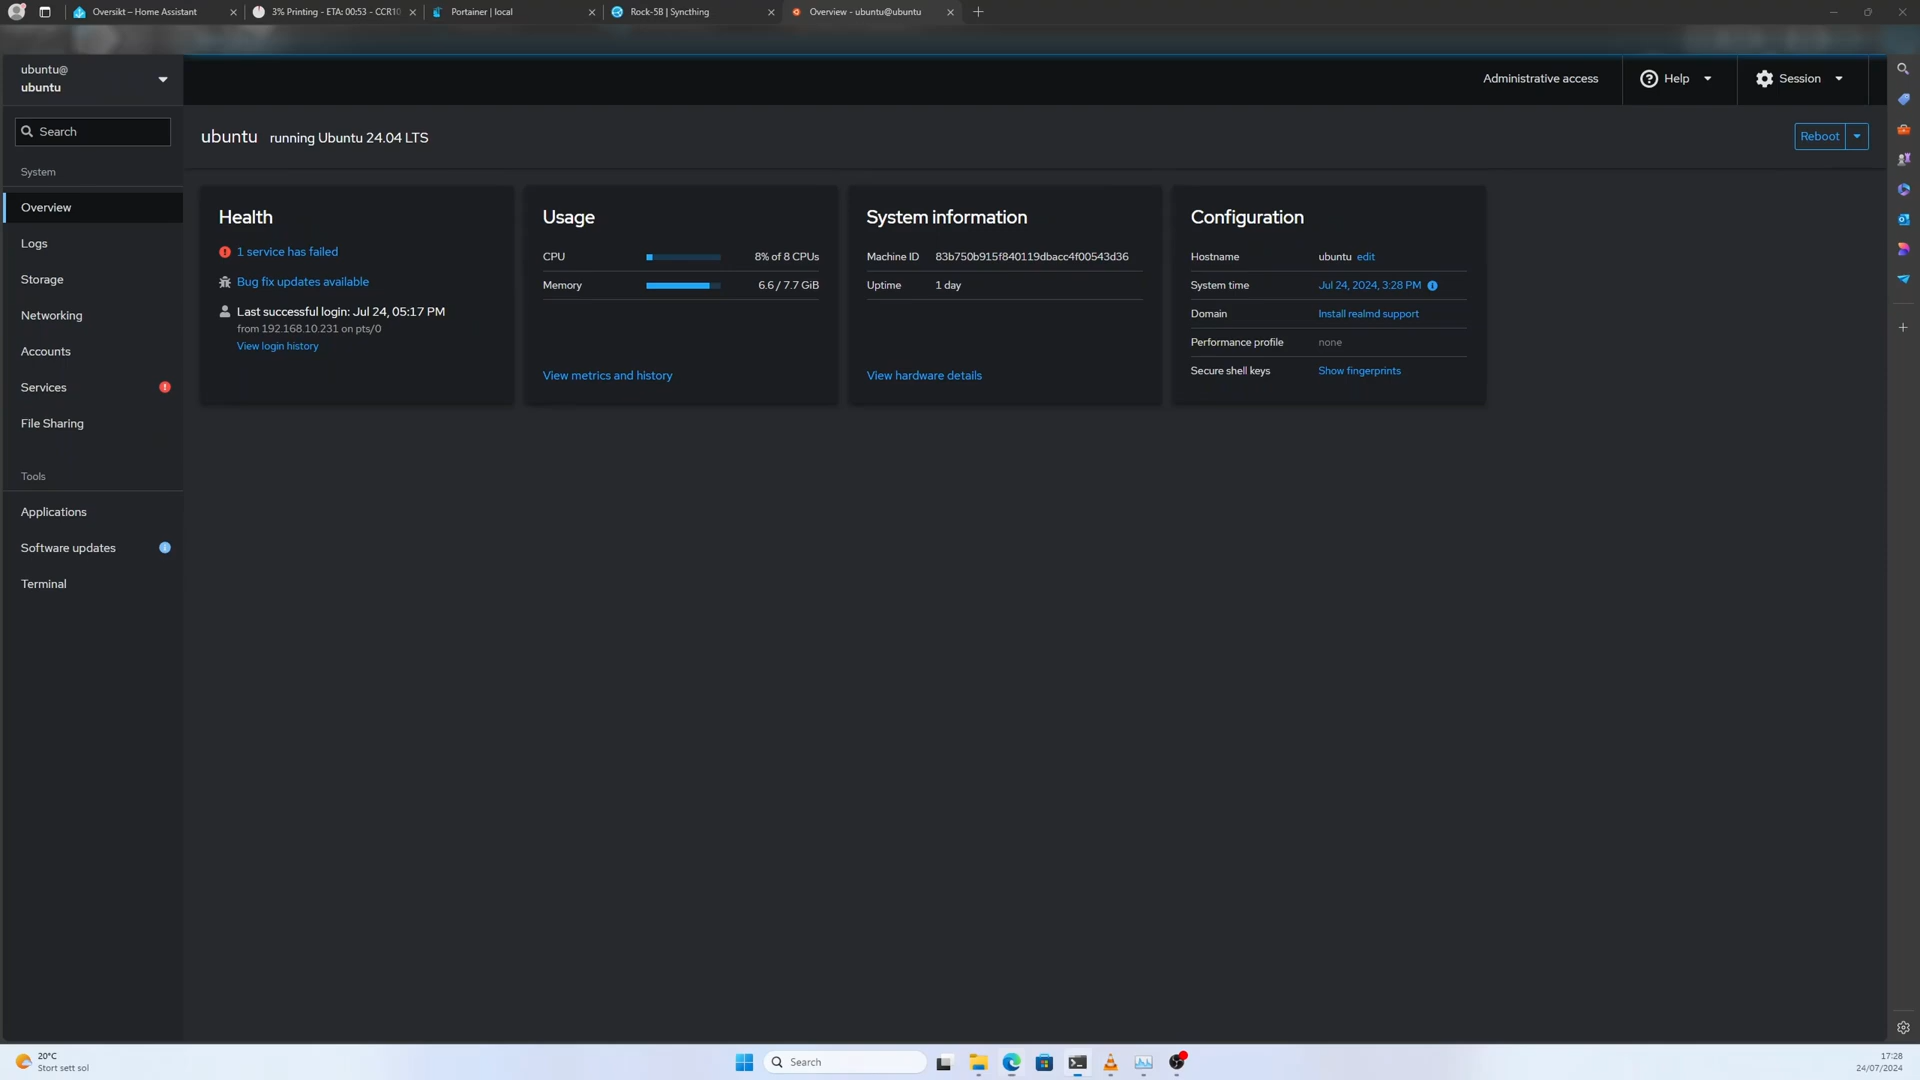 Oversikt – Home Assistant
3% Printing - ETA: 00:53 - CCR10
Portainer | local
Rock-5B | Syncthing
Overview - ubuntu@ubuntu
ubuntu@
ubuntu
Administrative access
Help
Session
Search
ubuntu running Ubuntu 24.04 LTS
Reboot
System
Overview
Logs
Storage
Networking
Accounts
Services
File Sharing
Tools
Applications
Software updates
Terminal
Health
1 service has failed
Bug fix updates available
Last successful login: Jul 24, 05:17 PM
from 192.168.10.231 on pts/0
View login history
Usage
CPU 8% of 8 CPUs
Memory 6.6 / 7.7 GiB
View metrics and history
System information
Machine ID 83b750b915f840119dbacc4f00543d36
Uptime 1 day
View hardware details
Configuration
Hostname ubuntu edit
System time Jul 24, 2024, 3:28 PM
Domain Install realmd support
Performance profile none
Secure shell keys Show fingerprints
20°C
Stort sett sol
Search
17:28
24/07/2024